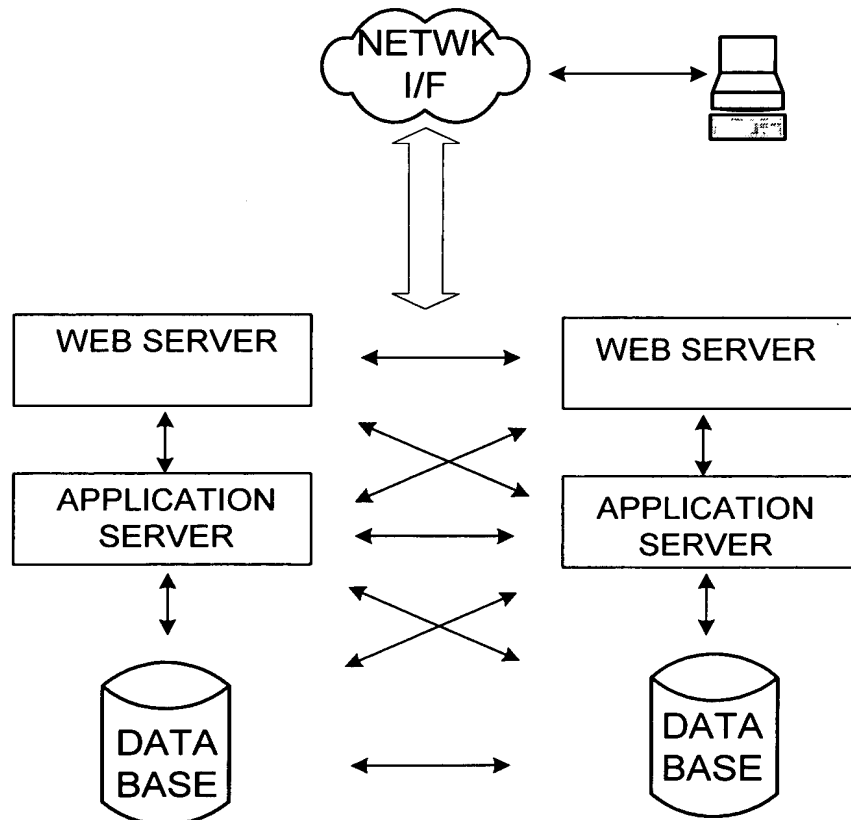 NETWK
I/F
WEB SERVER
WEB SERVER
APPLICATION
SERVER
APPLICATION
SERVER
DATA
BASE
DATA
BASE